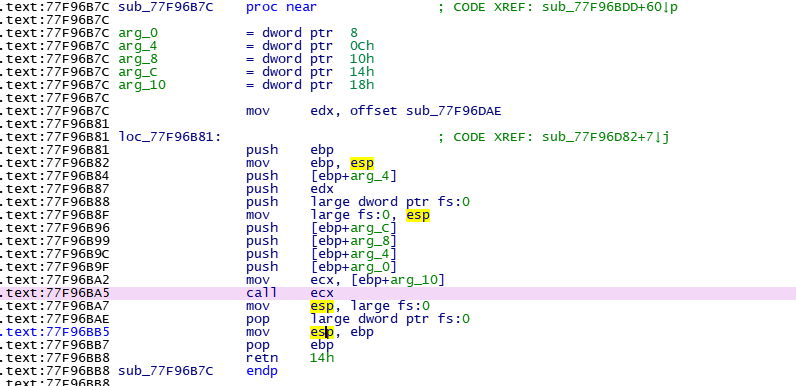 .text:77F96B7C sub_77F96B7C    proc near               ; CODE XREF: sub_77F96BDD+60↓p
.text:77F96B7C
.text:77F96B7C arg_0           = dword ptr  8
.text:77F96B7C arg_4           = dword ptr  0Ch
.text:77F96B7C arg_8           = dword ptr  10h
.text:77F96B7C arg_C           = dword ptr  14h
.text:77F96B7C arg_10          = dword ptr  18h
.text:77F96B7C
.text:77F96B7C                 mov     edx, offset sub_77F96DAE
.text:77F96B81
.text:77F96B81 loc_77F96B81:                           ; CODE XREF: sub_77F96D82+7↓j
.text:77F96B81                 push    ebp
.text:77F96B82                 mov     ebp, esp
.text:77F96B84                 push    [ebp+arg_4]
.text:77F96B87                 push    edx
.text:77F96B88                 push    large dword ptr fs:0
.text:77F96B8F                 mov     large fs:0, esp
.text:77F96B96                 push    [ebp+arg_C]
.text:77F96B99                 push    [ebp+arg_8]
.text:77F96B9C                 push    [ebp+arg_4]
.text:77F96B9F                 push    [ebp+arg_0]
.text:77F96BA2                 mov     ecx, [ebp+arg_10]
.text:77F96BA5                 call    ecx
.text:77F96BA7                 mov     esp, large fs:0
.text:77F96BAE                 pop     large dword ptr fs:0
.text:77F96BB5                 mov     esp, ebp
.text:77F96BB7                 pop     ebp
.text:77F96BB8                 retn    14h
.text:77F96BB8 sub_77F96B7C    endp
.text:77F96BB8